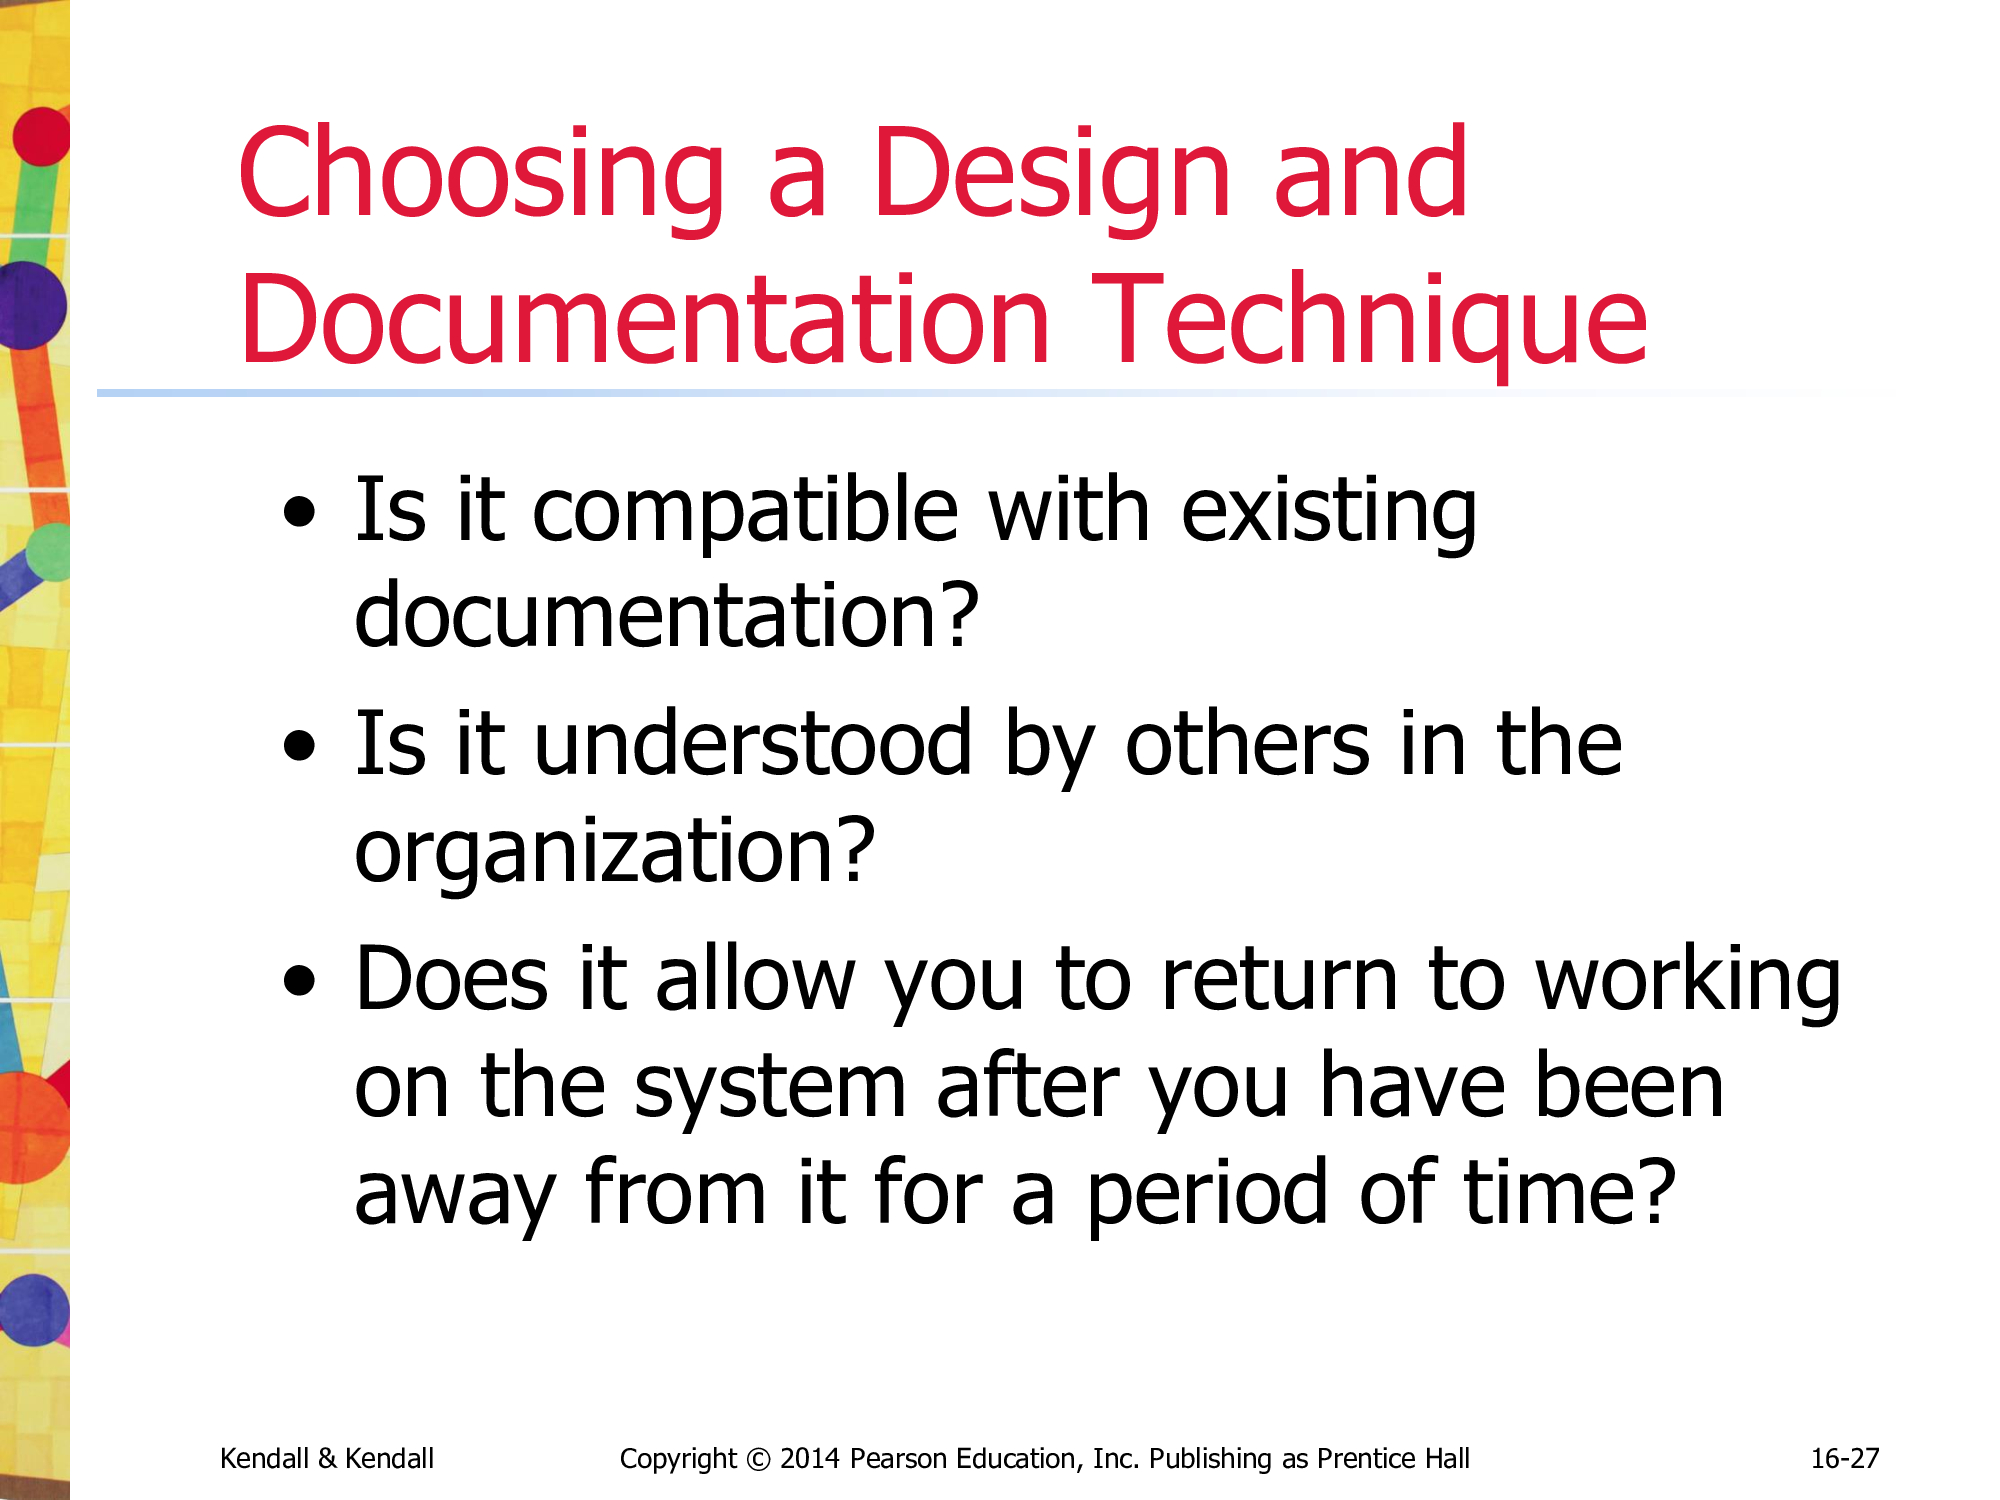 Choosing a Design and
Documentation Technique
• Is it compatible with existing
documentation?
• Is it understood by others in the
organization?
• Does it allow you to return to working
on the system after you have been
away from it for a period of time?
Kendall & Kendall
Copyright © 2014 Pearson Education, Inc. Publishing as Prentice Hall
16-27